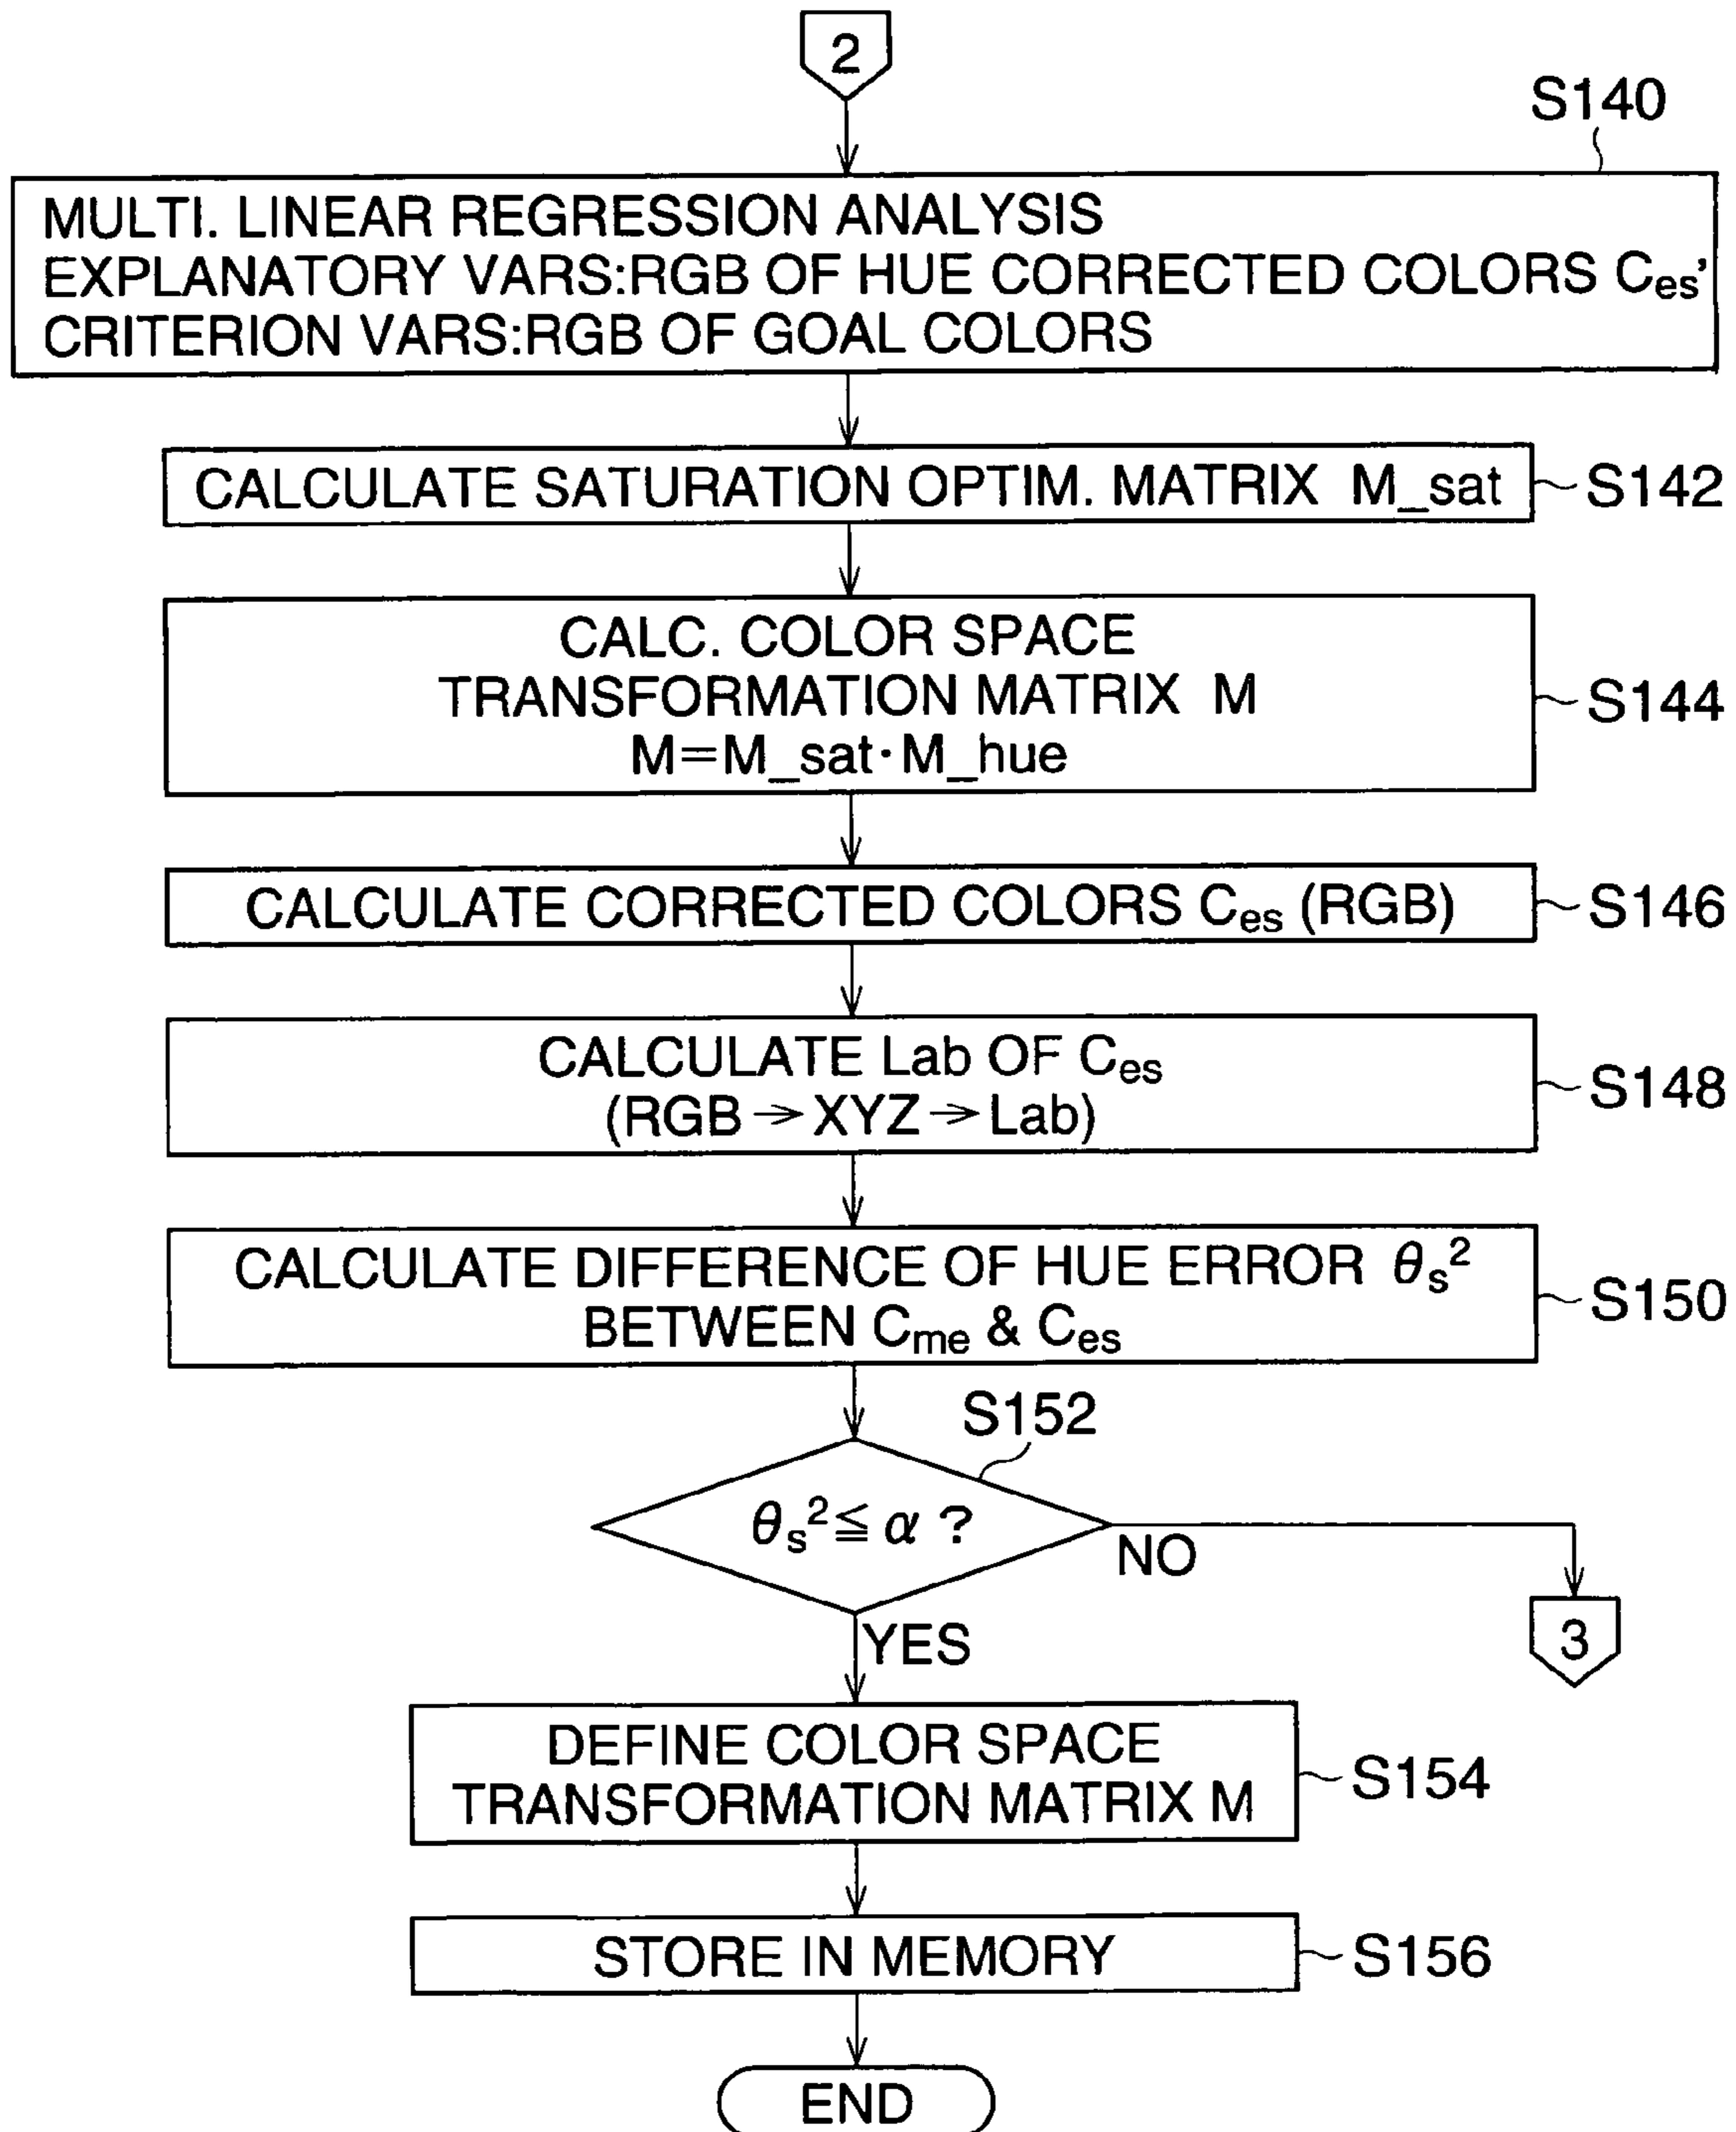 2
S140
MULTI. LINEAR REGRESSION ANALYSIS
EXPLANATORY VARS:RGB OF HUE CORRECTED COLORS Ces'
CRITERION VARS:RGB OF GOAL COLORS
CALCULATE SATURATION OPTIM. MATRIX M_sat
S142
CALC. COLOR SPACE
TRANSFORMATION MATRIX M
M=M_sat·M_hue
S144
CALCULATE CORRECTED COLORS Ces (RGB)
S146
CALCULATE Lab OF Ces
(RGB→XYZ→Lab)
S148
CALCULATE DIFFERENCE OF HUE ERROR θs²
BETWEEN Cme & Ces
S150
S152
θs²≦α ?
NO
YES
3
DEFINE COLOR SPACE
TRANSFORMATION MATRIX M
S154
STORE IN MEMORY
S156
END